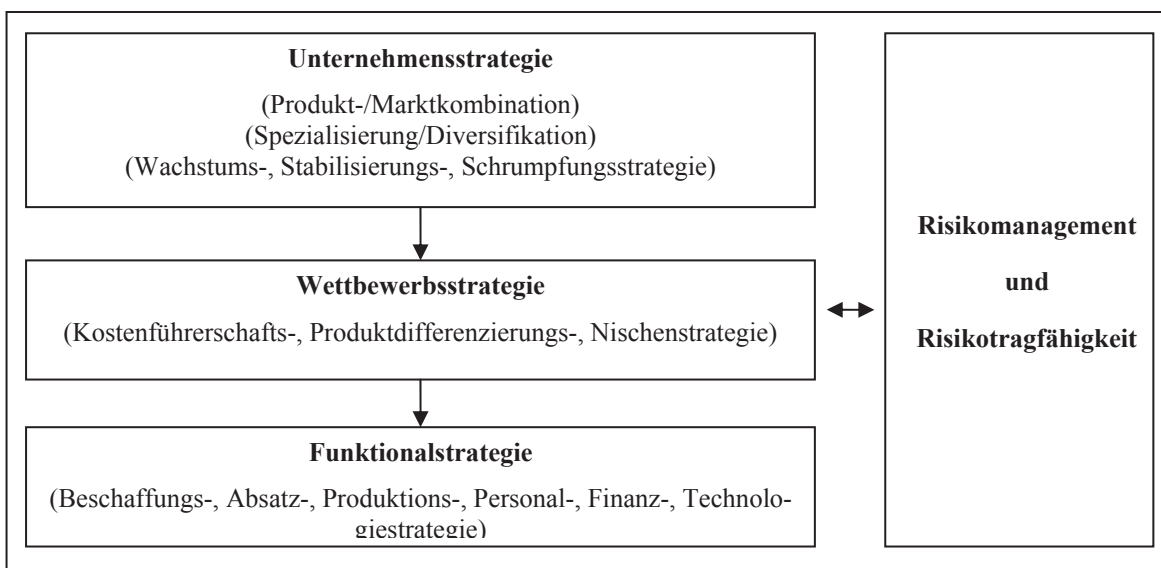 Unternehmensstrategie
(Produkt-/Marktkombination)
(Spezialisierung/Diversifikation)
(Wachstums-, Stabilisierungs-, Schrumpfungsstrategie)
Wettbewerbsstrategie
(Kostenführerschafts-, Produktdifferenzierungs-, Nischenstrategie)
Funktionalstrategie
(Beschaffungs-, Absatz-, Produktions-, Personal-, Finanz-, Technolo-
giestrategie)
Risikomanagement
und
Risikotragfähigkeit